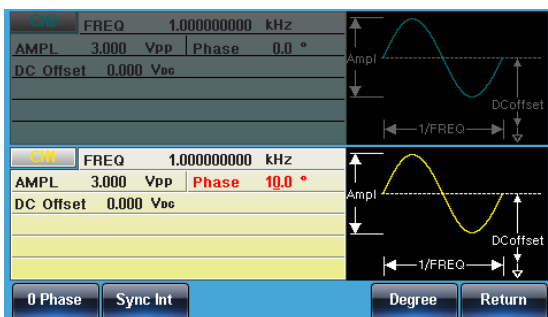 CH2 FREQ 1.000000000 kHz
AMPL 3.000 Vpp Phase 0.0 °
DC Offset 0.000 VDC
Ampl
DCoffset
1/FREQ
CH1 FREQ 1.000000000 kHz
AMPL 3.000 Vpp Phase 10.0 °
DC Offset 0.000 VDC
Ampl
DCoffset
1/FREQ
0 Phase Sync Int Degree Return